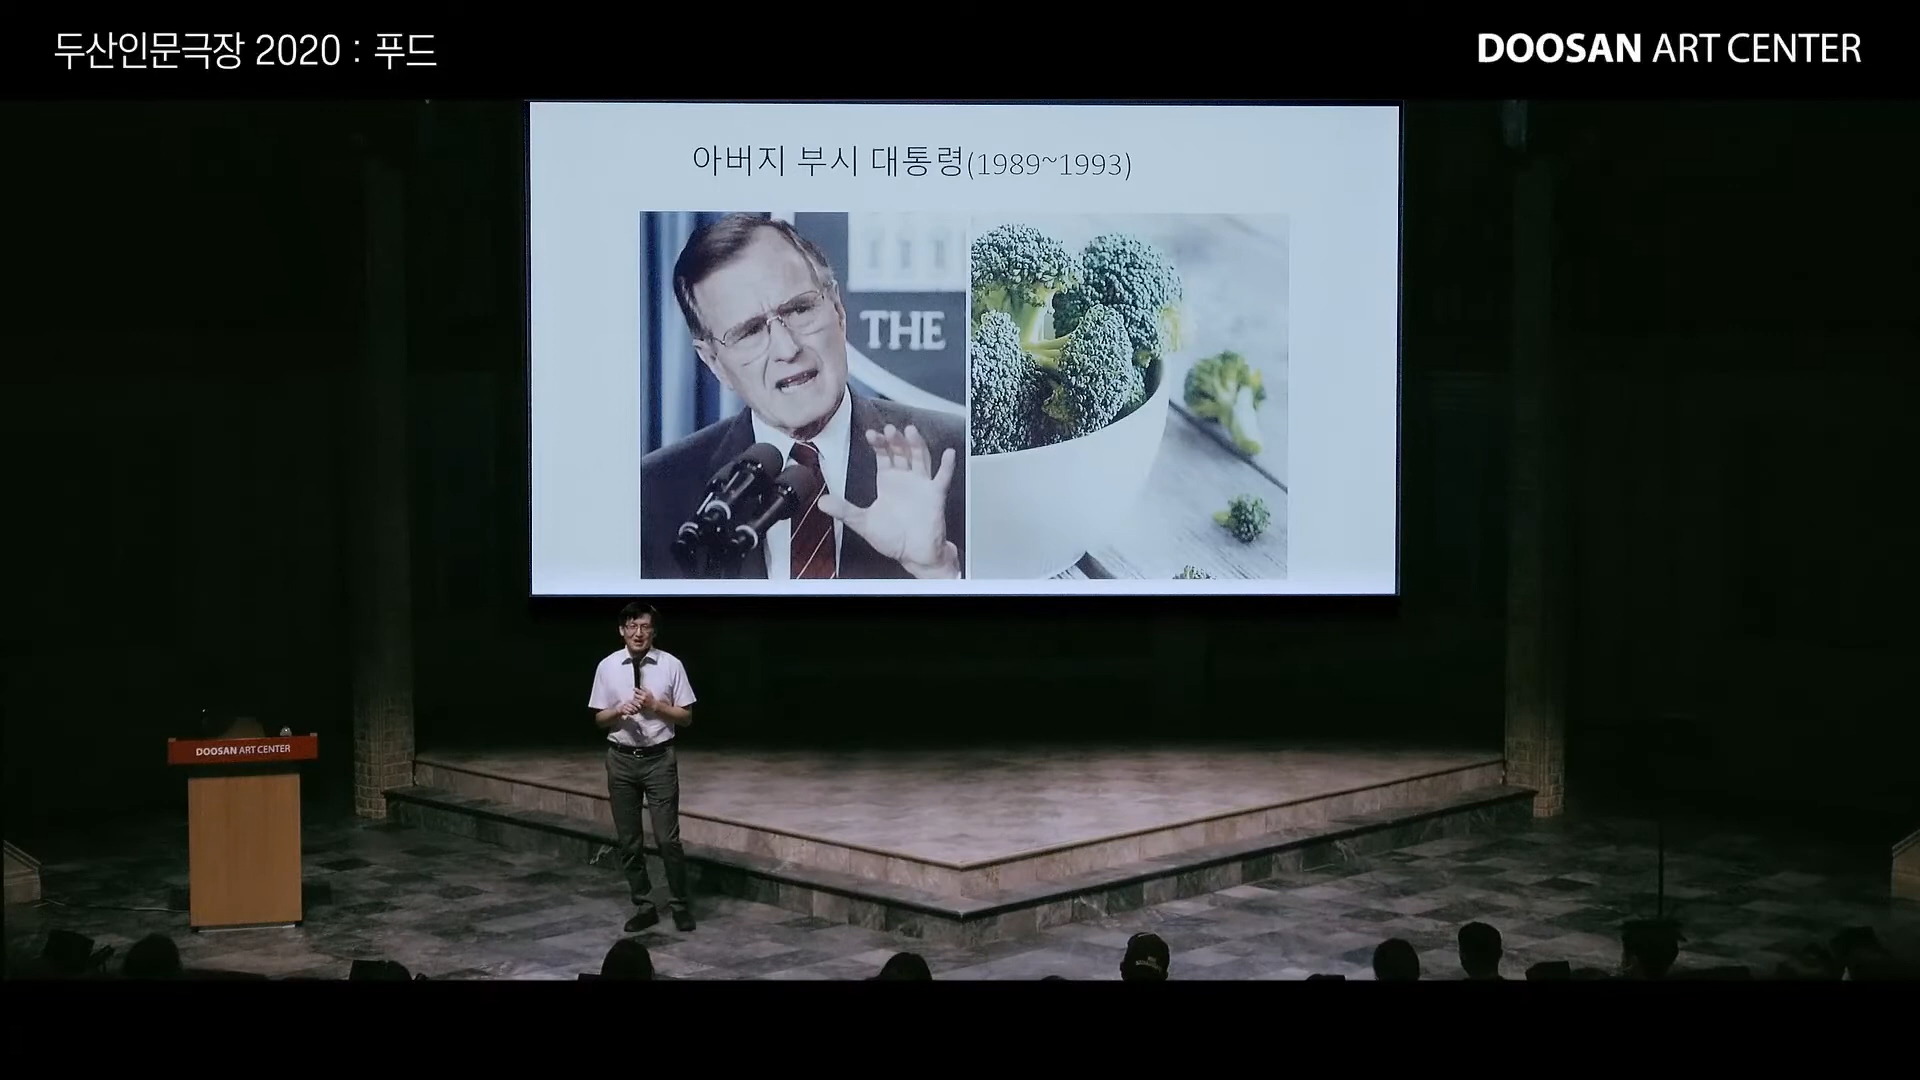 두산인문극장 2020 : 푸드
DOOSAN ART CENTER
아버지 부시 대통령(1989~1993)
THE
DOOSAN ART CENTER